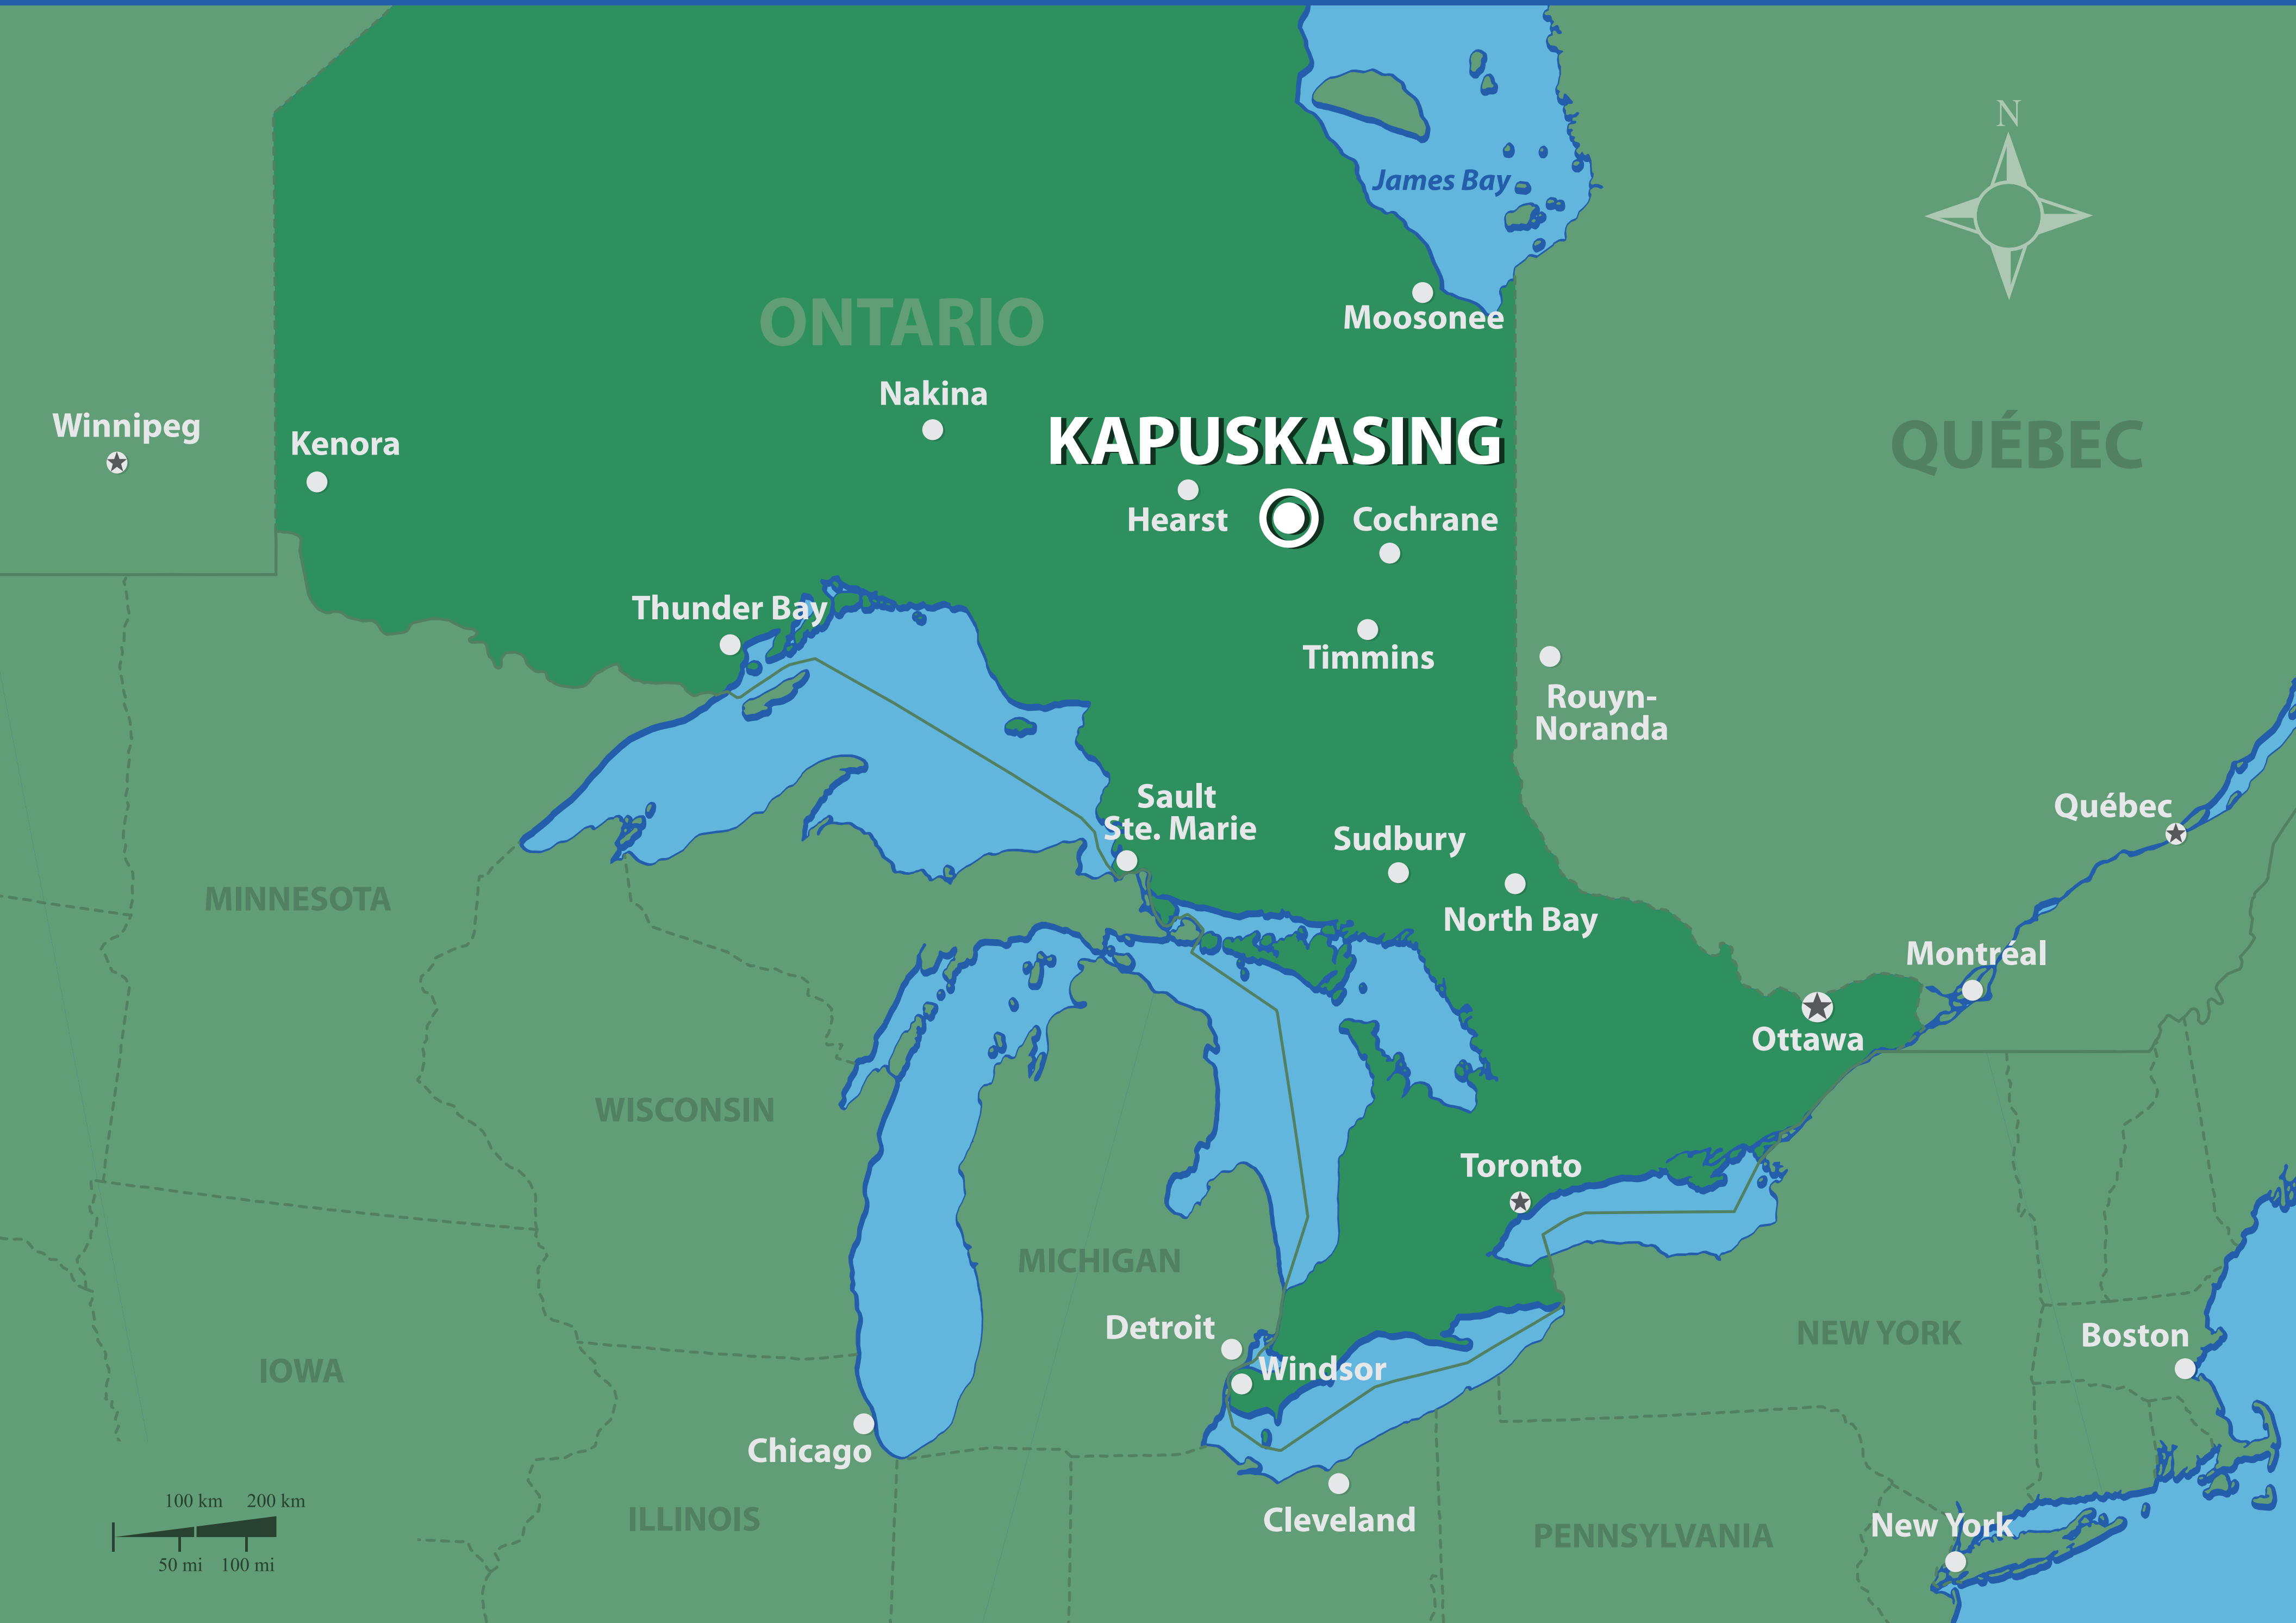 N
James Bay
Moosonee
ONTARIO
Nakina
KAPUSKASING
QUÉBEC
Winnipeg
Kenora
Hearst
Cochrane
Thunder Bay
Timmins
Rouyn-
Noranda
Sault
Ste. Marie
Sudbury
Québec
North Bay
MINNESOTA
Montréal
Ottawa
WISCONSIN
Toronto
MICHIGAN
Detroit
NEW YORK
Boston
IOWA
Windsor
Chicago
100 km 200 km
50 mi 100 mi
ILLINOIS
Cleveland
PENNSYLVANIA
New York